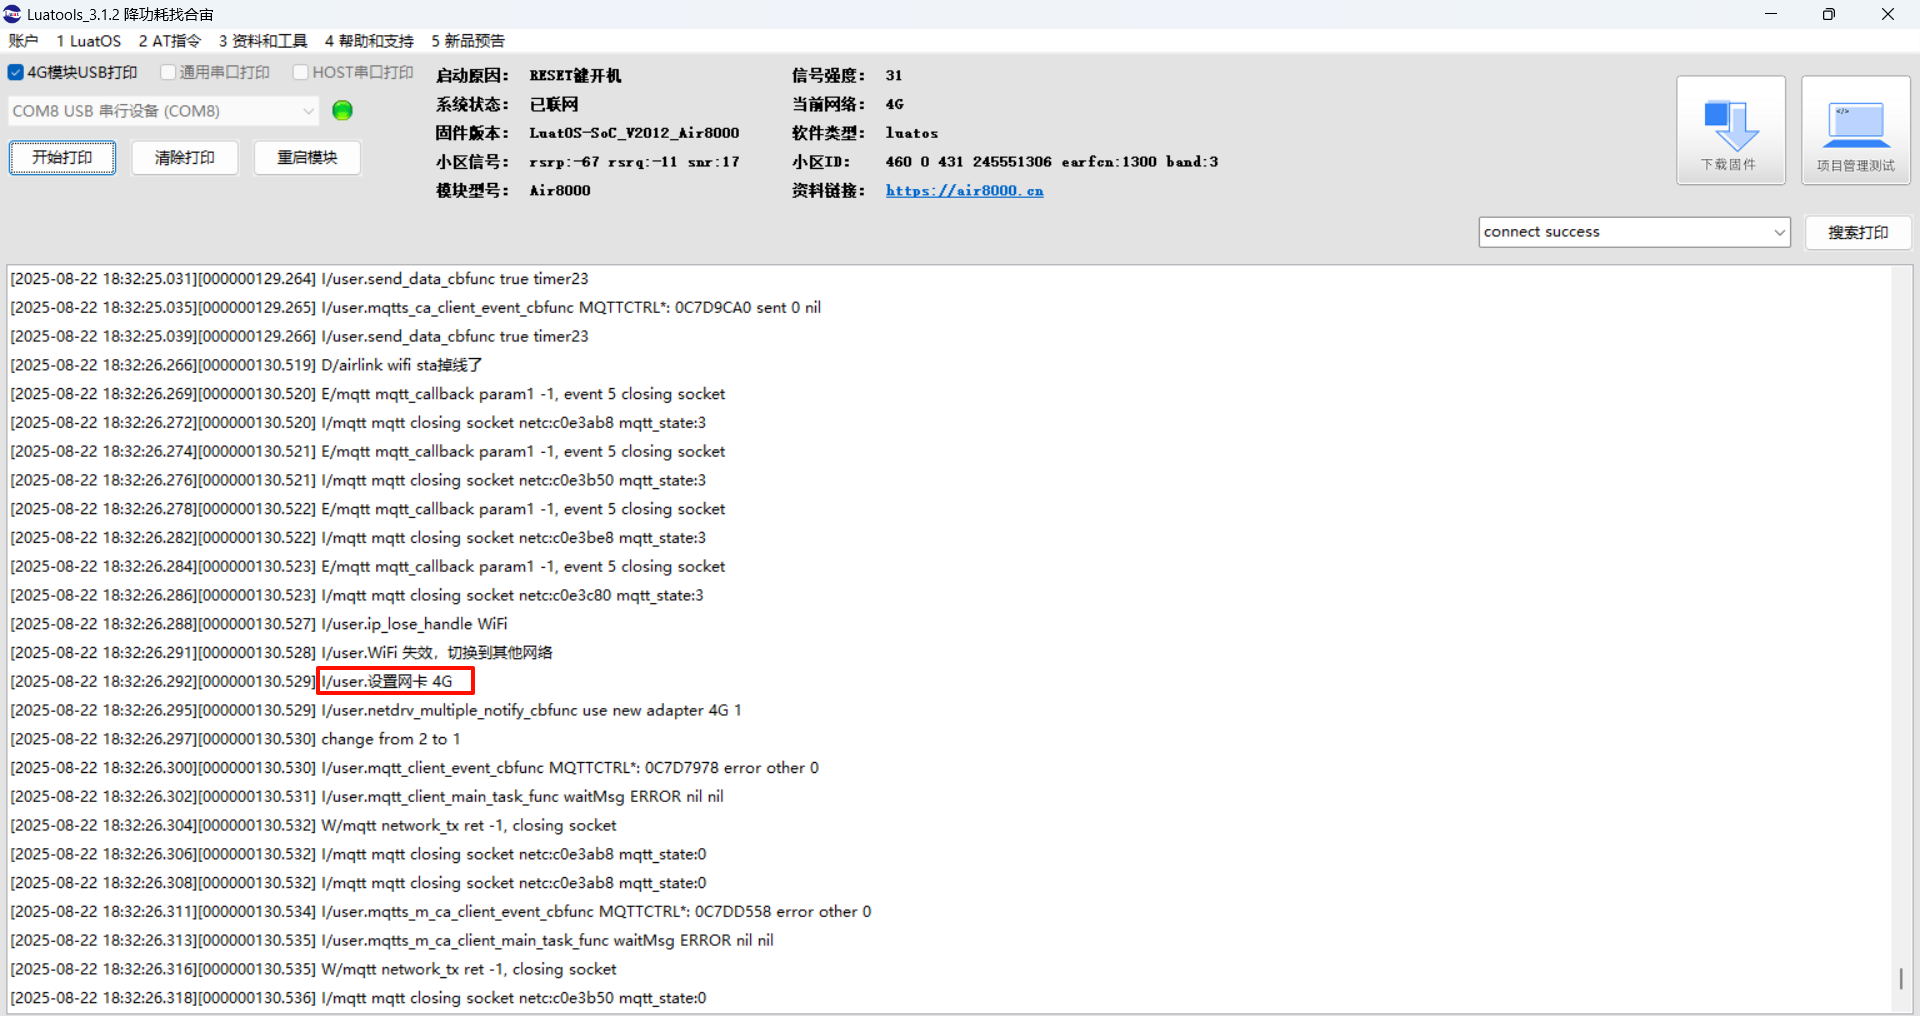 Luatools_3.1.2 降功耗找合宙
账户 1 LuatOS 2 AT指令 3 资料和工具 4 帮助和支持 5 新品预告
4G模块USB打印 通用串口打印 HOST串口打印
COM8 USB 串行设备 (COM8)
开始打印 清除打印 重启模块
启动原因: RESET键开机 信号强度: 31
系统状态: 已联网 当前网络: 4G
固件版本: LuatOS-SoC_V2012_Air8000 软件类型: luatos
小区信号: rsrp:-67 rsrq:-11 snr:17 小区ID: 460 0 431 245551306 earfcn:1300 band:3
模块型号: Air8000 资料链接: https://air8000.cn
下载固件 项目管理测试
connect success 搜索打印
[2025-08-22 18:32:25.031][000000129.264] I/user.send_data_cbfunc true timer23
[2025-08-22 18:32:25.035][000000129.265] I/user.mqtts_ca_client_event_cbfunc MQTTCTRL*: 0C7D9CA0 sent 0 nil
[2025-08-22 18:32:25.039][000000129.266] I/user.send_data_cbfunc true timer23
[2025-08-22 18:32:26.266][000000130.519] D/airlink wifi sta掉线了
[2025-08-22 18:32:26.269][000000130.520] E/mqtt mqtt_callback param1 -1, event 5 closing socket
[2025-08-22 18:32:26.272][000000130.520] I/mqtt mqtt closing socket netc:c0e3ab8 mqtt_state:3
[2025-08-22 18:32:26.274][000000130.521] E/mqtt mqtt_callback param1 -1, event 5 closing socket
[2025-08-22 18:32:26.276][000000130.521] I/mqtt mqtt closing socket netc:c0e3b50 mqtt_state:3
[2025-08-22 18:32:26.278][000000130.522] E/mqtt mqtt_callback param1 -1, event 5 closing socket
[2025-08-22 18:32:26.282][000000130.522] I/mqtt mqtt closing socket netc:c0e3be8 mqtt_state:3
[2025-08-22 18:32:26.284][000000130.523] E/mqtt mqtt_callback param1 -1, event 5 closing socket
[2025-08-22 18:32:26.286][000000130.523] I/mqtt mqtt closing socket netc:c0e3c80 mqtt_state:3
[2025-08-22 18:32:26.288][000000130.527] I/user.ip_lose_handle WiFi
[2025-08-22 18:32:26.291][000000130.528] I/user.WiFi 失效，切换到其他网络
[2025-08-22 18:32:26.292][000000130.529] I/user.设置网卡 4G
[2025-08-22 18:32:26.295][000000130.529] I/user.netdrv_multiple_notify_cbfunc use new adapter 4G 1
[2025-08-22 18:32:26.297][000000130.530] change from 2 to 1
[2025-08-22 18:32:26.300][000000130.530] I/user.mqtt_client_event_cbfunc MQTTCTRL*: 0C7D7978 error other 0
[2025-08-22 18:32:26.302][000000130.531] I/user.mqtt_client_main_task_func waitMsg ERROR nil nil
[2025-08-22 18:32:26.304][000000130.532] W/mqtt network_tx ret -1, closing socket
[2025-08-22 18:32:26.306][000000130.532] I/mqtt mqtt closing socket netc:c0e3ab8 mqtt_state:0
[2025-08-22 18:32:26.308][000000130.532] I/mqtt mqtt closing socket netc:c0e3ab8 mqtt_state:0
[2025-08-22 18:32:26.311][000000130.534] I/user.mqtts_m_ca_client_event_cbfunc MQTTCTRL*: 0C7DD558 error other 0
[2025-08-22 18:32:26.313][000000130.535] I/user.mqtts_m_ca_client_main_task_func waitMsg ERROR nil nil
[2025-08-22 18:32:26.316][000000130.535] W/mqtt network_tx ret -1, closing socket
[2025-08-22 18:32:26.318][000000130.536] I/mqtt mqtt closing socket netc:c0e3b50 mqtt_state:0